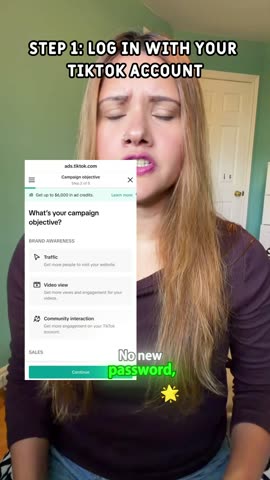 STEP 1: LOG IN WITH YOUR
TIKTOK ACCOUNT
ads.tiktok.com
Campaign objective
Step 2 of 5
Get up to $6,000 in ad credits.
Learn more
What's your campaign
objective?
BRAND AWARENESS
Traffic
Get more people to visit your website.
Video view
Get more views and engagement for your
videos.
Community interaction
Get more engagement on your TikTok
account.
SALES
Continue
No new
password,